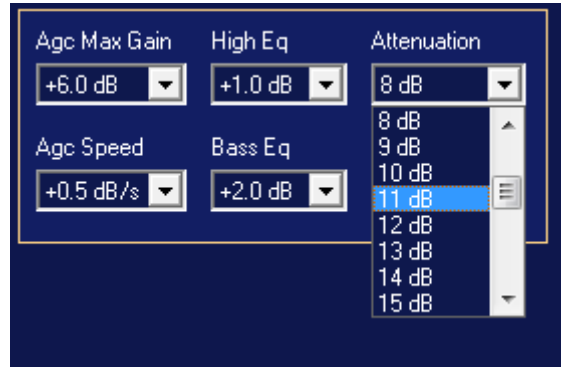 Agc Max Gain High Eq Attenuation
+6.0 dB +1.0 dB 8 dB
8 dB
9 dB
Agc Speed Bass Eq
10 dB
+0.5 dB/s +2.0 dB
11 dB
12 dB
13 dB
14 dB
15 dB